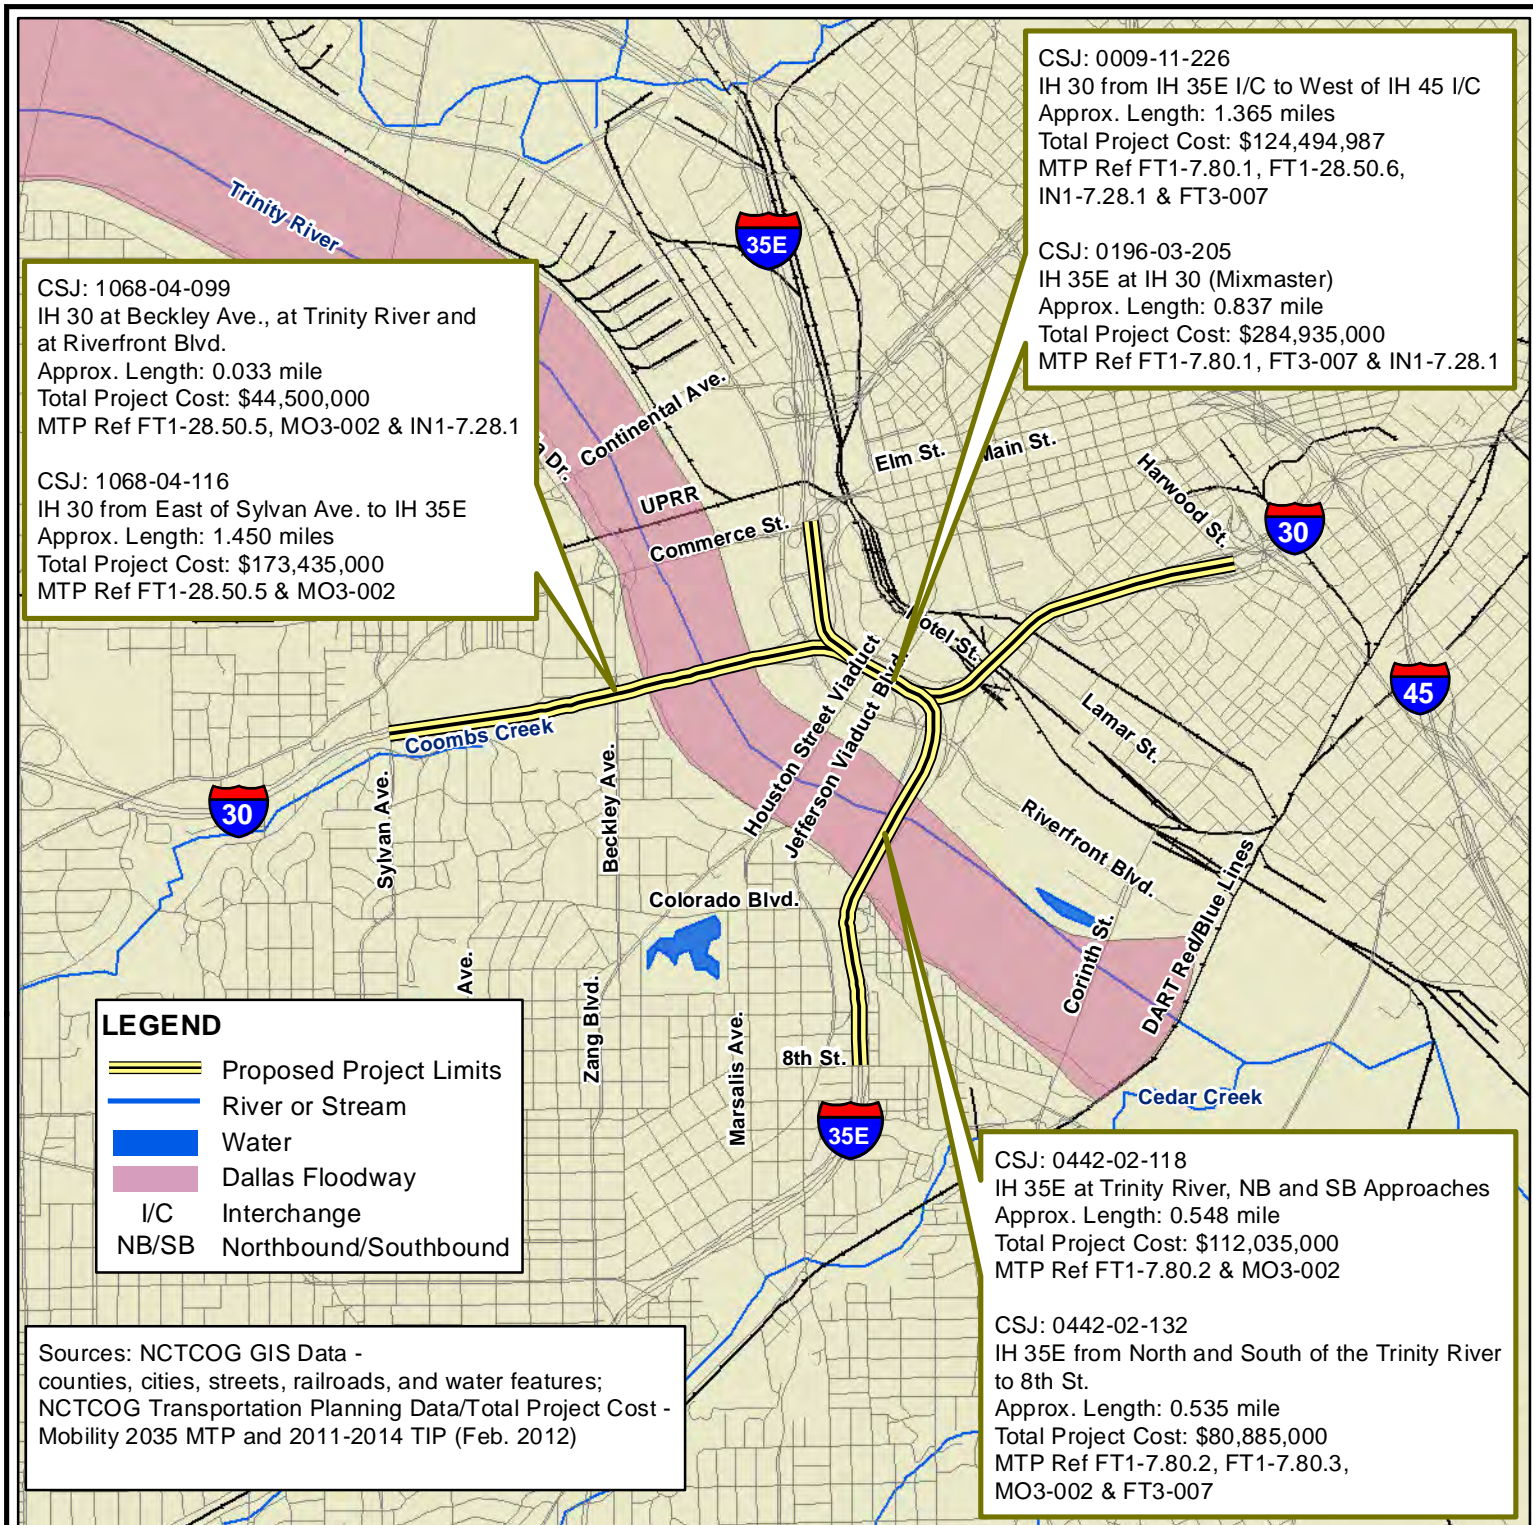 CSJ: 0009-11-226
IH 30 from IH 35E I/C to West of IH 45 I/C
Approx. Length: 1.365 miles
Total Project Cost: $124,494,987
MTP Ref FT1-7.80.1, FT1-28.50.6,
IN1-7.28.1 & FT3-007
CSJ: 0196-03-205
IH 35E at IH 30 (Mixmaster)
Approx. Length: 0.837 mile
Total Project Cost: $284,935,000
MTP Ref FT1-7.80.1, FT3-007 & IN1-7.28.1
Trinity River
35E
CSJ: 1068-04-099
IH 30 at Beckley Ave., at Trinity River and
at Riverfront Blvd.
Approx. Length: 0.033 mile
Total Project Cost: $44,500,000
MTP Ref FT1-28.50.5, MO3-002 & IN1-7.28.1
CSJ: 1068-04-116
IH 30 from East of Sylvan Ave. to IH 35E
Approx. Length: 1.450 miles
Total Project Cost: $173,435,000
MTP Ref FT1-28.50.5 & MO3-002
Continental Ave.
Dr.
UPRR
Commerce St.
Elm St.
Main St.
Harwood St.
30
Hotel St.
45
Lamar St.
Houston Street Viaduct
Jefferson Viaduct Blvd.
Coombs Creek
30
Sylvan Ave.
Beckley Ave.
Riverfront Blvd.
Colorado Blvd.
Corinth St.
DART Red/Blue Lines
Ave.
Zang Blvd.
Marsalis Ave.
8th St.
Cedar Creek
35E
LEGEND
Proposed Project Limits
River or Stream
Water
Dallas Floodway
I/C Interchange
NB/SB Northbound/Southbound
CSJ: 0442-02-118
IH 35E at Trinity River, NB and SB Approaches
Approx. Length: 0.548 mile
Total Project Cost: $112,035,000
MTP Ref FT1-7.80.2 & MO3-002
CSJ: 0442-02-132
IH 35E from North and South of the Trinity River
to 8th St.
Approx. Length: 0.535 mile
Total Project Cost: $80,885,000
MTP Ref FT1-7.80.2, FT1-7.80.3,
MO3-002 & FT3-007
Sources: NCTCOG GIS Data -
counties, cities, streets, railroads, and water features;
NCTCOG Transportation Planning Data/Total Project Cost -
Mobility 2035 MTP and 2011-2014 TIP (Feb. 2012)